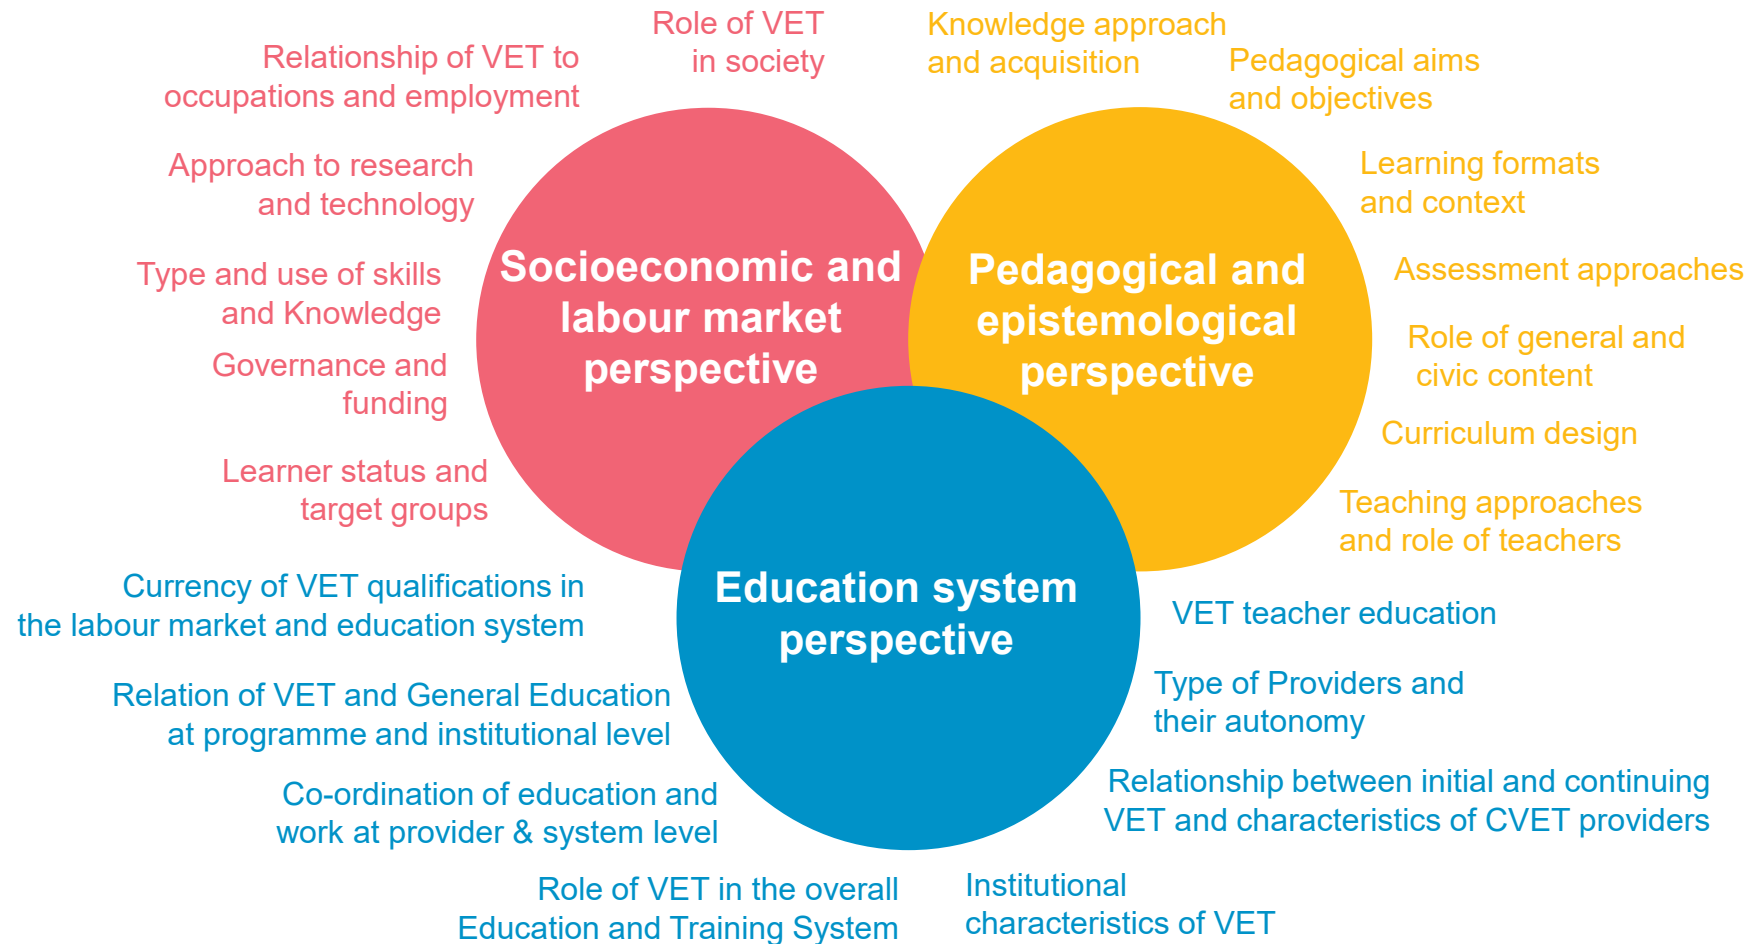 Role of VET
in society
Relationship of VET to
occupations and employment
Approach to research
and technology
Type and use of skills
and Knowledge
Governance and
funding
Learner status and
target groups
Socioeconomic and
labour market
perspective
Knowledge approach
and acquisition
Pedagogical aims
and objectives
Learning formats
and context
Assessment approaches
Role of general and
civic content
Curriculum design
Teaching approaches
and role of teachers
Pedagogical and
epistemological
perspective
Education system
perspective
Currency of VET qualifications in
the labour market and education system
Relation of VET and General Education
at programme and institutional level
Co-ordination of education and
work at provider & system level
Role of VET in the overall
Education and Training System
VET teacher education
Type of Providers and
their autonomy
Relationship between initial and continuing
VET and characteristics of CVET providers
Institutional
characteristics of VET